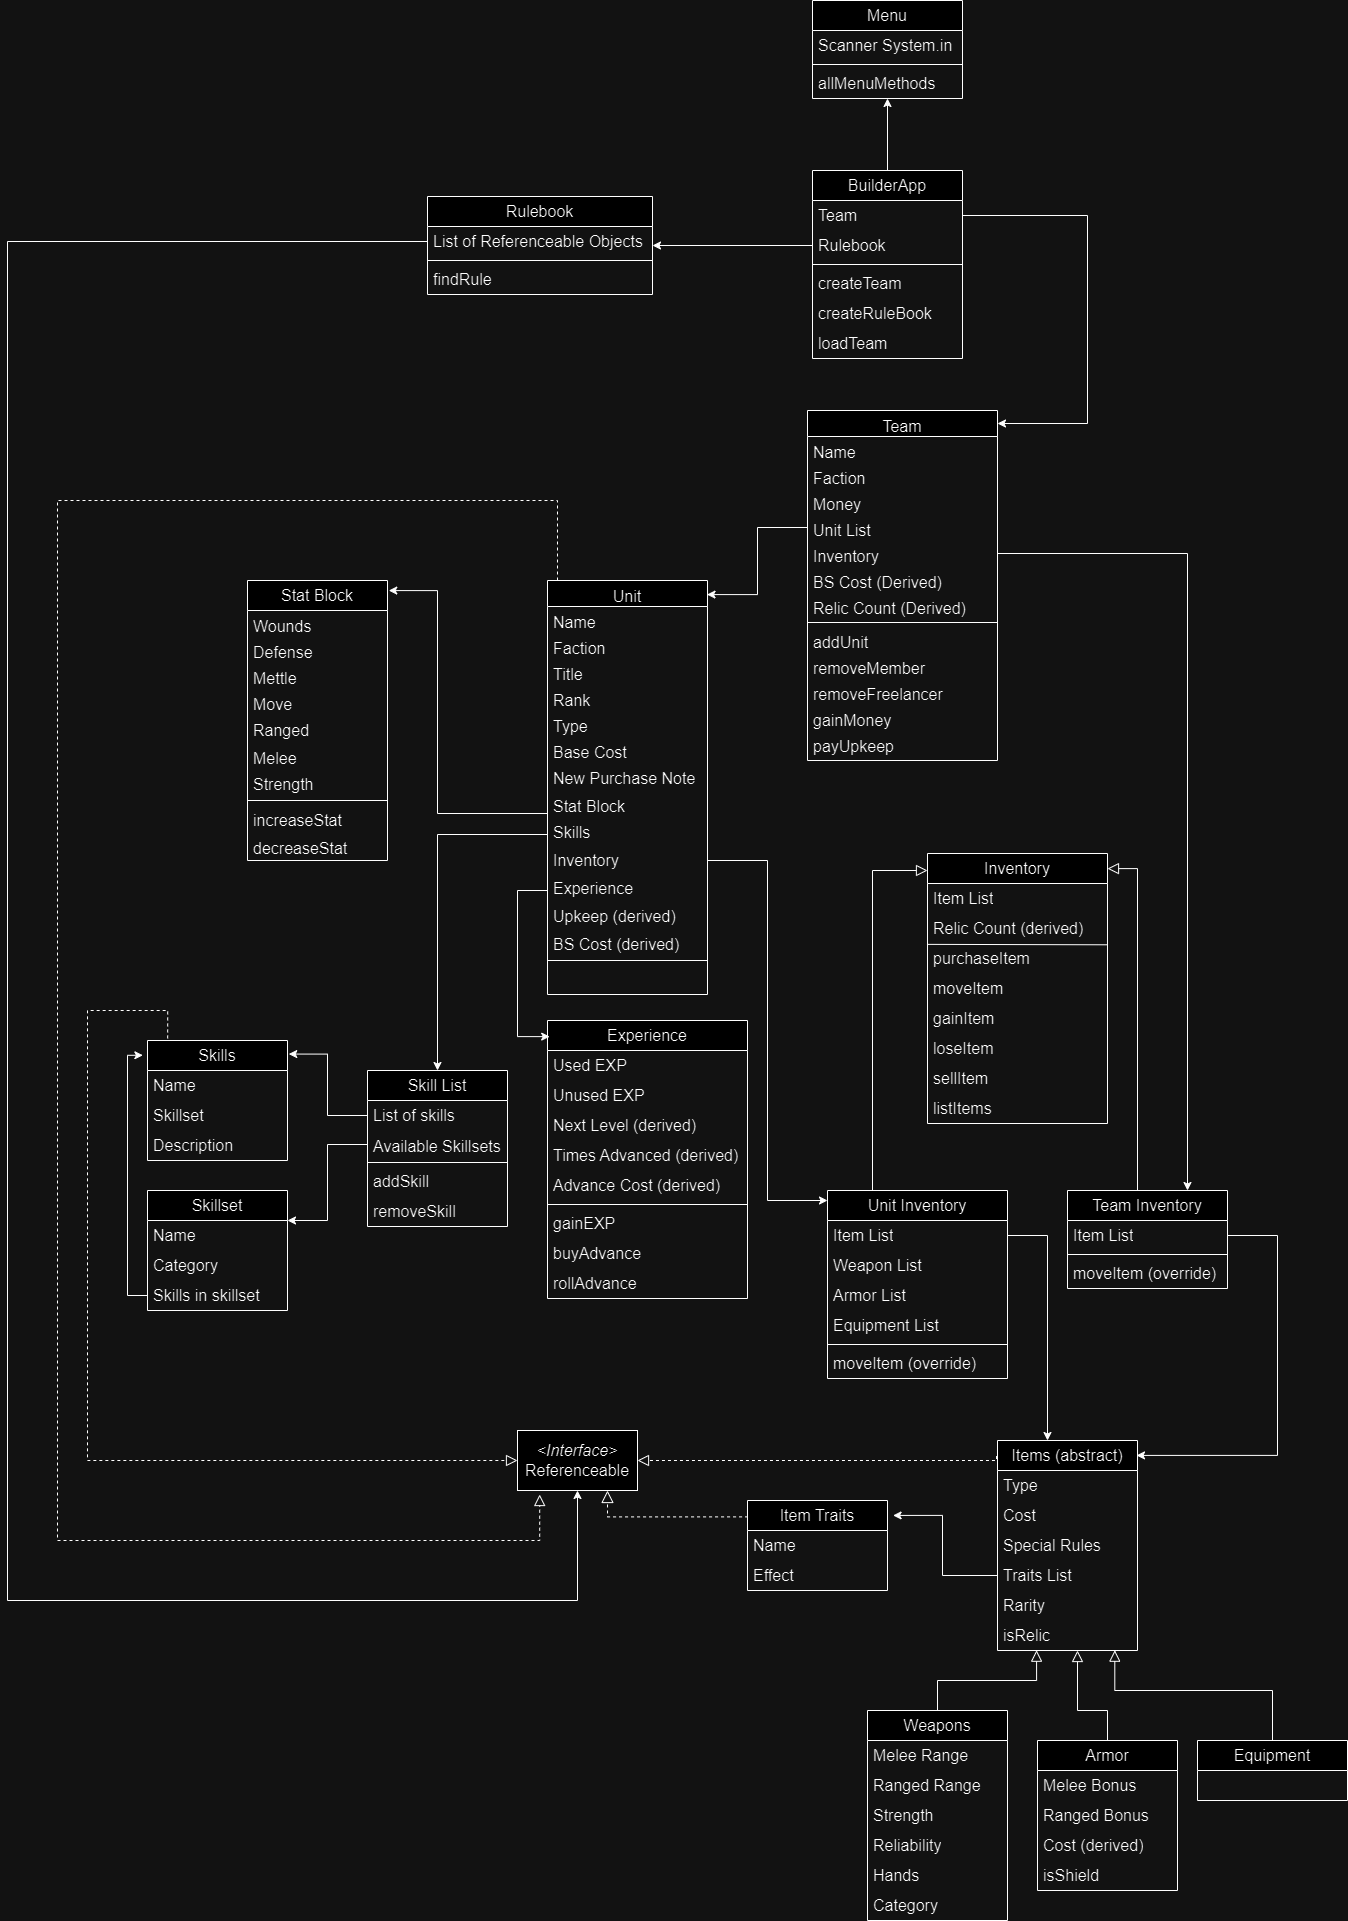 Menu
Scanner System.in
allMenuMethods
BuilderApp
Team
Rulebook
createTeam
createRuleBook
loadTeam
Rulebook
List of Referenceable Objects
findRule
Team
Name
Faction
Money
Unit List
Inventory
BS Cost (Derived)
Relic Count (Derived)
addUnit
removeMember
removeFreelancer
gainMoney
payUpkeep
Stat Block
Wounds
Defense
Mettle
Move
Ranged
Melee
Strength
increaseStat
decreaseStat
Unit
Name
Faction
Title
Rank
Type
Base Cost
New Purchase Note
Stat Block
Skills
Inventory
Experience
Upkeep (derived)
BS Cost (derived)
Inventory
Item List
Relic Count (derived)
purchaseItem
moveItem
gainItem
loseItem
sellItem
listItems
Skills
Name
Skillset
Description
Skill List
List of skills
Available Skillsets
addSkill
removeSkill
Experience
Used EXP
Unused EXP
Next Level (derived)
Times Advanced (derived)
Advance Cost (derived)
gainEXP
buyAdvance
rollAdvance
Skillset
Name
Category
Skills in skillset
Unit Inventory
Item List
Weapon List
Armor List
Equipment List
moveItem (override)
Team Inventory
Item List
moveItem (override)
<Interface>
Referenceable
Items (abstract)
Type
Cost
Special Rules
Traits List
Rarity
isRelic
Item Traits
Name
Effect
Weapons
Melee Range
Ranged Range
Strength
Reliability
Hands
Category
Armor
Melee Bonus
Ranged Bonus
Cost (derived)
isShield
Equipment